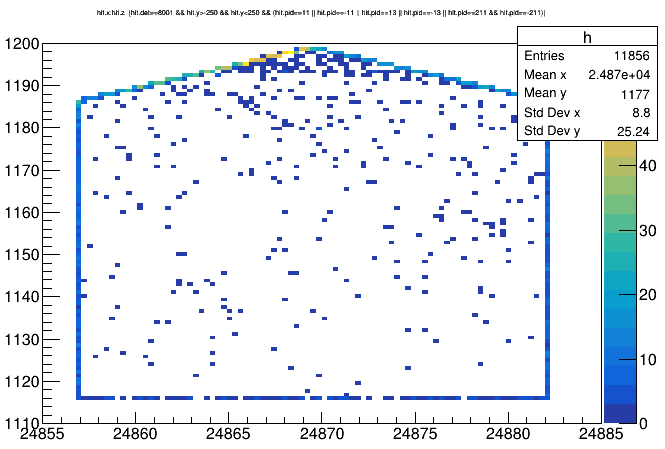 hit.x:hit.z {hit.det==8001 && hit.y>-250 && hit.y<250 && (hit.pid==11 || hit.pid==-11 || hit.pid==13 || hit.pid==-13 || hit.pid==211 && hit.pid==-211)}
h
Entries 11856
Mean x 2.487e+04
Mean y 1177
Std Dev x 8.8
Std Dev y 25.24
1200
1190
1180
1170
1160
1150
1140
1130
1120
1110
24855 24860 24865 24870 24875 24880 24885
40
30
20
10
0